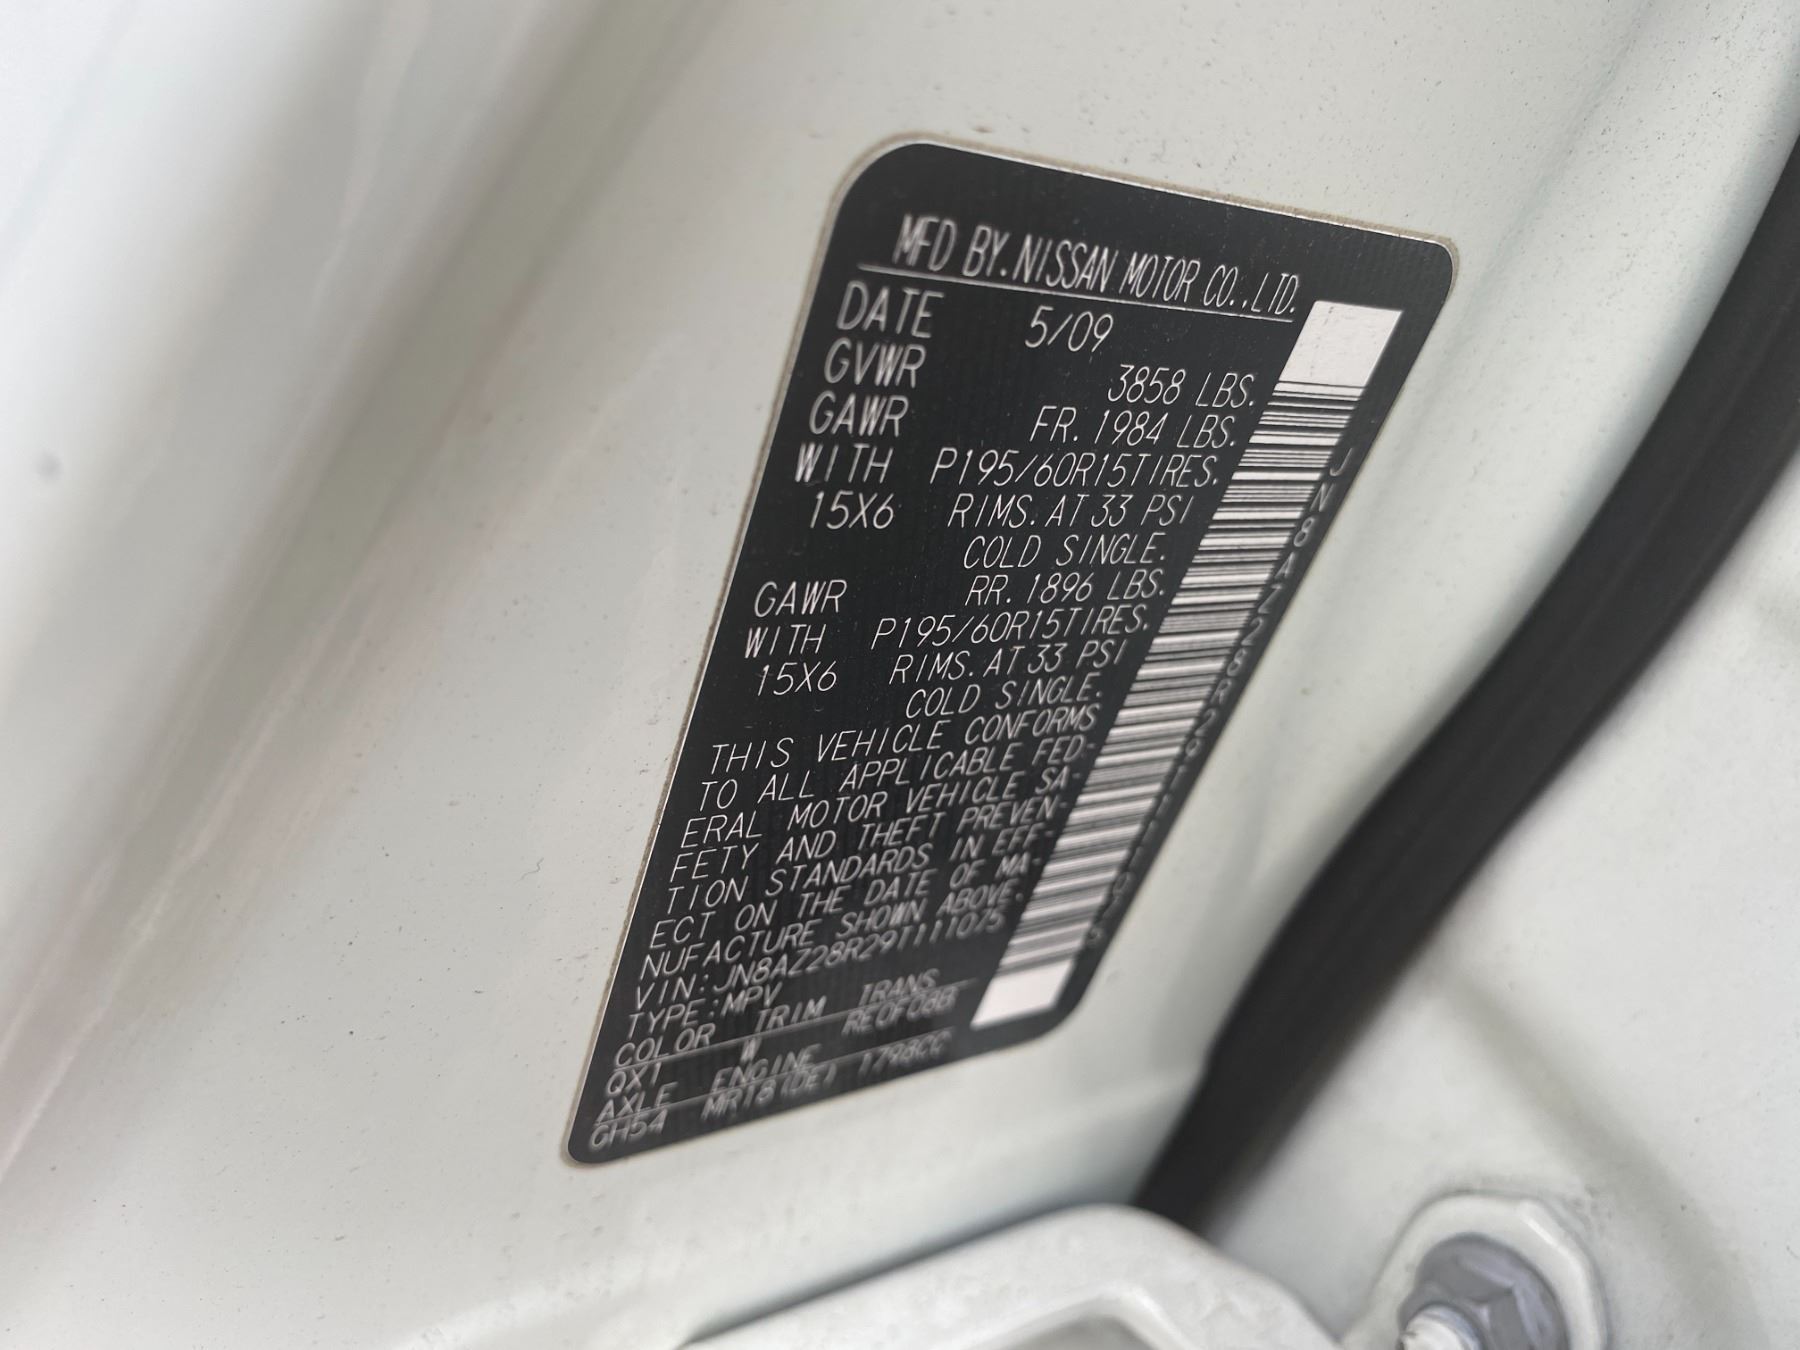 MFD BY.NISSAN MOTOR CO.,LTD.
DATE 5/09
GVWR 3858 LBS.
GAWR FR. 1984 LBS.
WITH P195/60R15TIRES.
15X6 RIMS. AT 33 PSI
COLD SINGLE.
GAWR RR. 1896 LBS.
WITH P195/60R15TIRES.
15X6 RIMS. AT 33 PSI
COLD SINGLE.
THIS VEHICLE CONFORMS
TO ALL APPLICABLE FED-
ERAL MOTOR VEHICLE SA-
FETY AND THEFT PREVEN-
TION STANDARDS IN EFF-
ECT ON THE DATE OF MA-
NUFACTURE SHOWN ABOVE.
VIN:JN8AZ28R29T111075
TYPE:MPV
COLOR TRIM TRANS
QX1 W RE0F08B
AXLE ENGINE
GH54 MR18(DE) 1798CC
JN8AZ28R29T111075